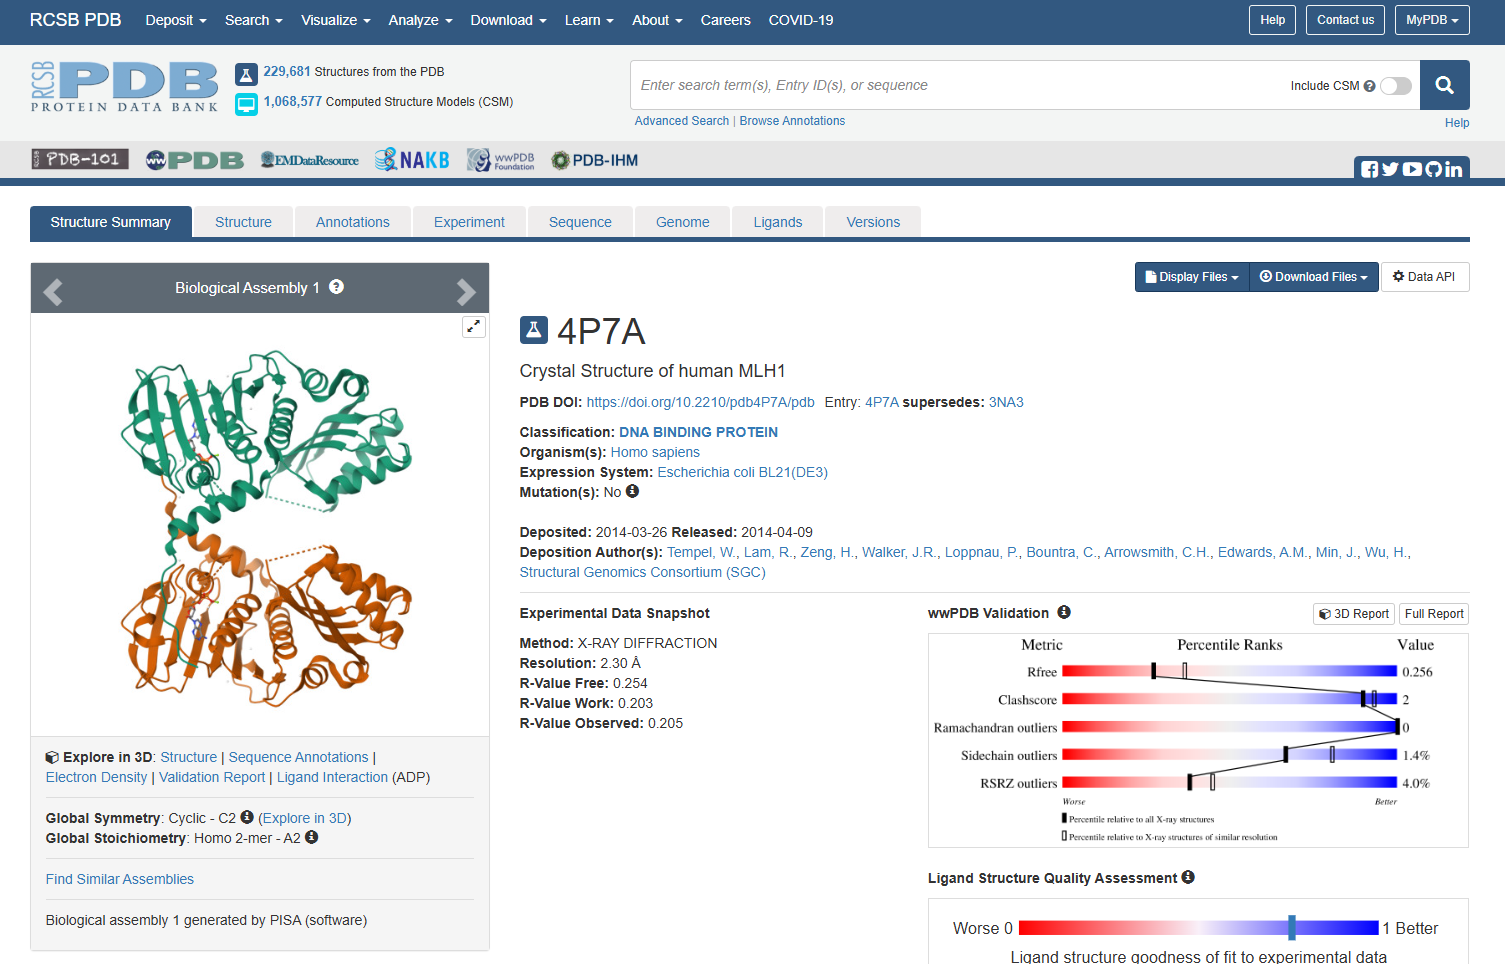 RCSB PDB Deposit Search Visualize Analyze Download Learn About Careers COVID-19 Help Contact us MyPDB
RCSB PDB
PROTEIN DATA BANK
229,681 Structures from the PDB
1,068,577 Computed Structure Models (CSM)
Enter search term(s), Entry ID(s), or sequence Include CSM
Advanced Search | Browse Annotations Help
RCSB PDB-101 wwPDB EMDataResource NAKB wwPDB Foundation PDB-IHM
Structure Summary Structure Annotations Experiment Sequence Genome Ligands Versions
Biological Assembly 1 ?
Display Files Download Files Data API
4P7A
Crystal Structure of human MLH1
PDB DOI: https://doi.org/10.2210/pdb4P7A/pdb Entry: 4P7A supersedes: 3NA3
Classification: DNA BINDING PROTEIN
Organism(s): Homo sapiens
Expression System: Escherichia coli BL21(DE3)
Mutation(s): No
Deposited: 2014-03-26 Released: 2014-04-09
Deposition Author(s): Tempel, W., Lam, R., Zeng, H., Walker, J.R., Loppnau, P., Bountra, C., Arrowsmith, C.H., Edwards, A.M., Min, J., Wu, H.,
Structural Genomics Consortium (SGC)
Experimental Data Snapshot
Method: X-RAY DIFFRACTION
Resolution: 2.30 Å
R-Value Free: 0.254
R-Value Work: 0.203
R-Value Observed: 0.205
wwPDB Validation 3D Report Full Report
Metric Percentile Ranks Value
Rfree 0.256
Clashscore 2
Ramachandran outliers 0
Sidechain outliers 1.4%
RSRZ outliers 4.0%
Worse Better
Percentile relative to all X-ray structures
Percentile relative to X-ray structures of similar resolution
Ligand Structure Quality Assessment
Worse 0 1 Better
Ligand structure goodness of fit to experimental data
Explore in 3D: Structure | Sequence Annotations |
Electron Density | Validation Report | Ligand Interaction (ADP)
Global Symmetry: Cyclic - C2 (Explore in 3D)
Global Stoichiometry: Homo 2-mer - A2
Find Similar Assemblies
Biological assembly 1 generated by PISA (software)